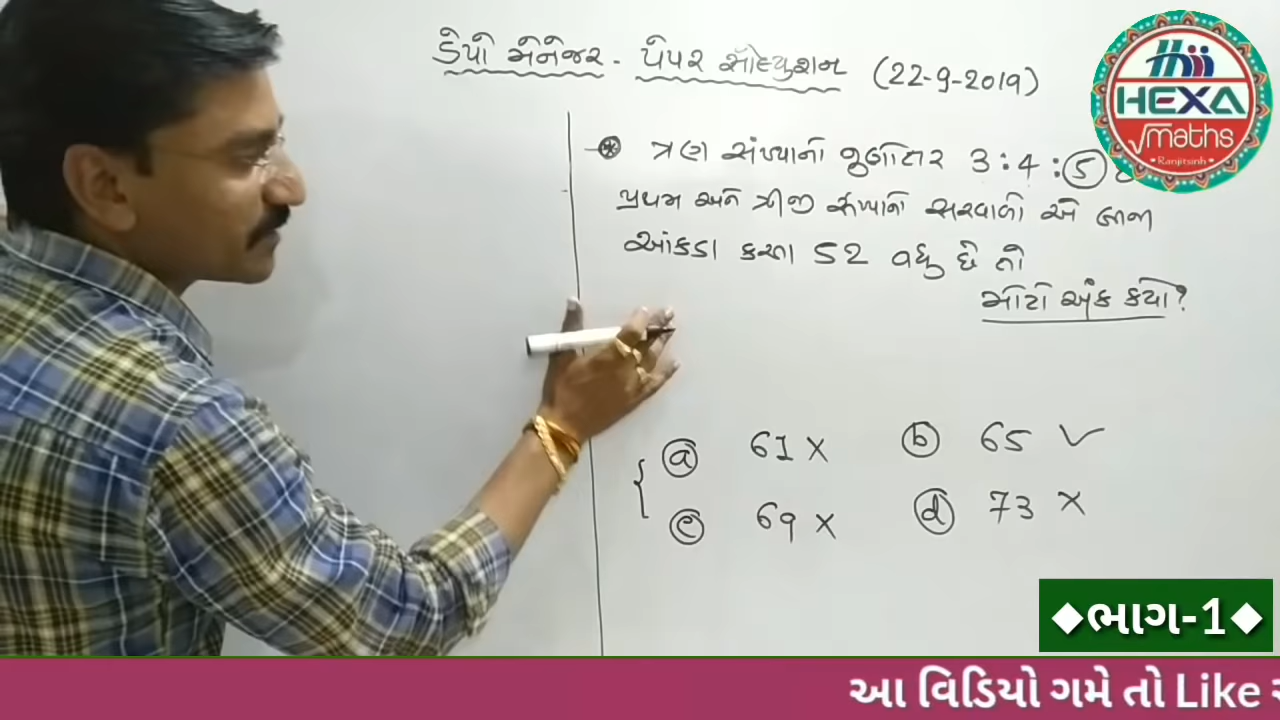 ડેપો મેનેજર - પેપર સૉલ્યુશન (22-9-2019)
* ત્રણ સંખ્યાનો ગુણોત્તર 3:4:5
પ્રથમ અને ત્રીજી સંખ્યાનો સરવાળો એ બીજા
આંકડા કરતા 52 વધુ છે તો
મોટો અંક કયો?
a 61 × b 65 ✓
c 69 × d 73 ×
HEXA
maths
Ranjitsinh
◆ભાગ-1◆
આ વિડિયો ગમે તો Like